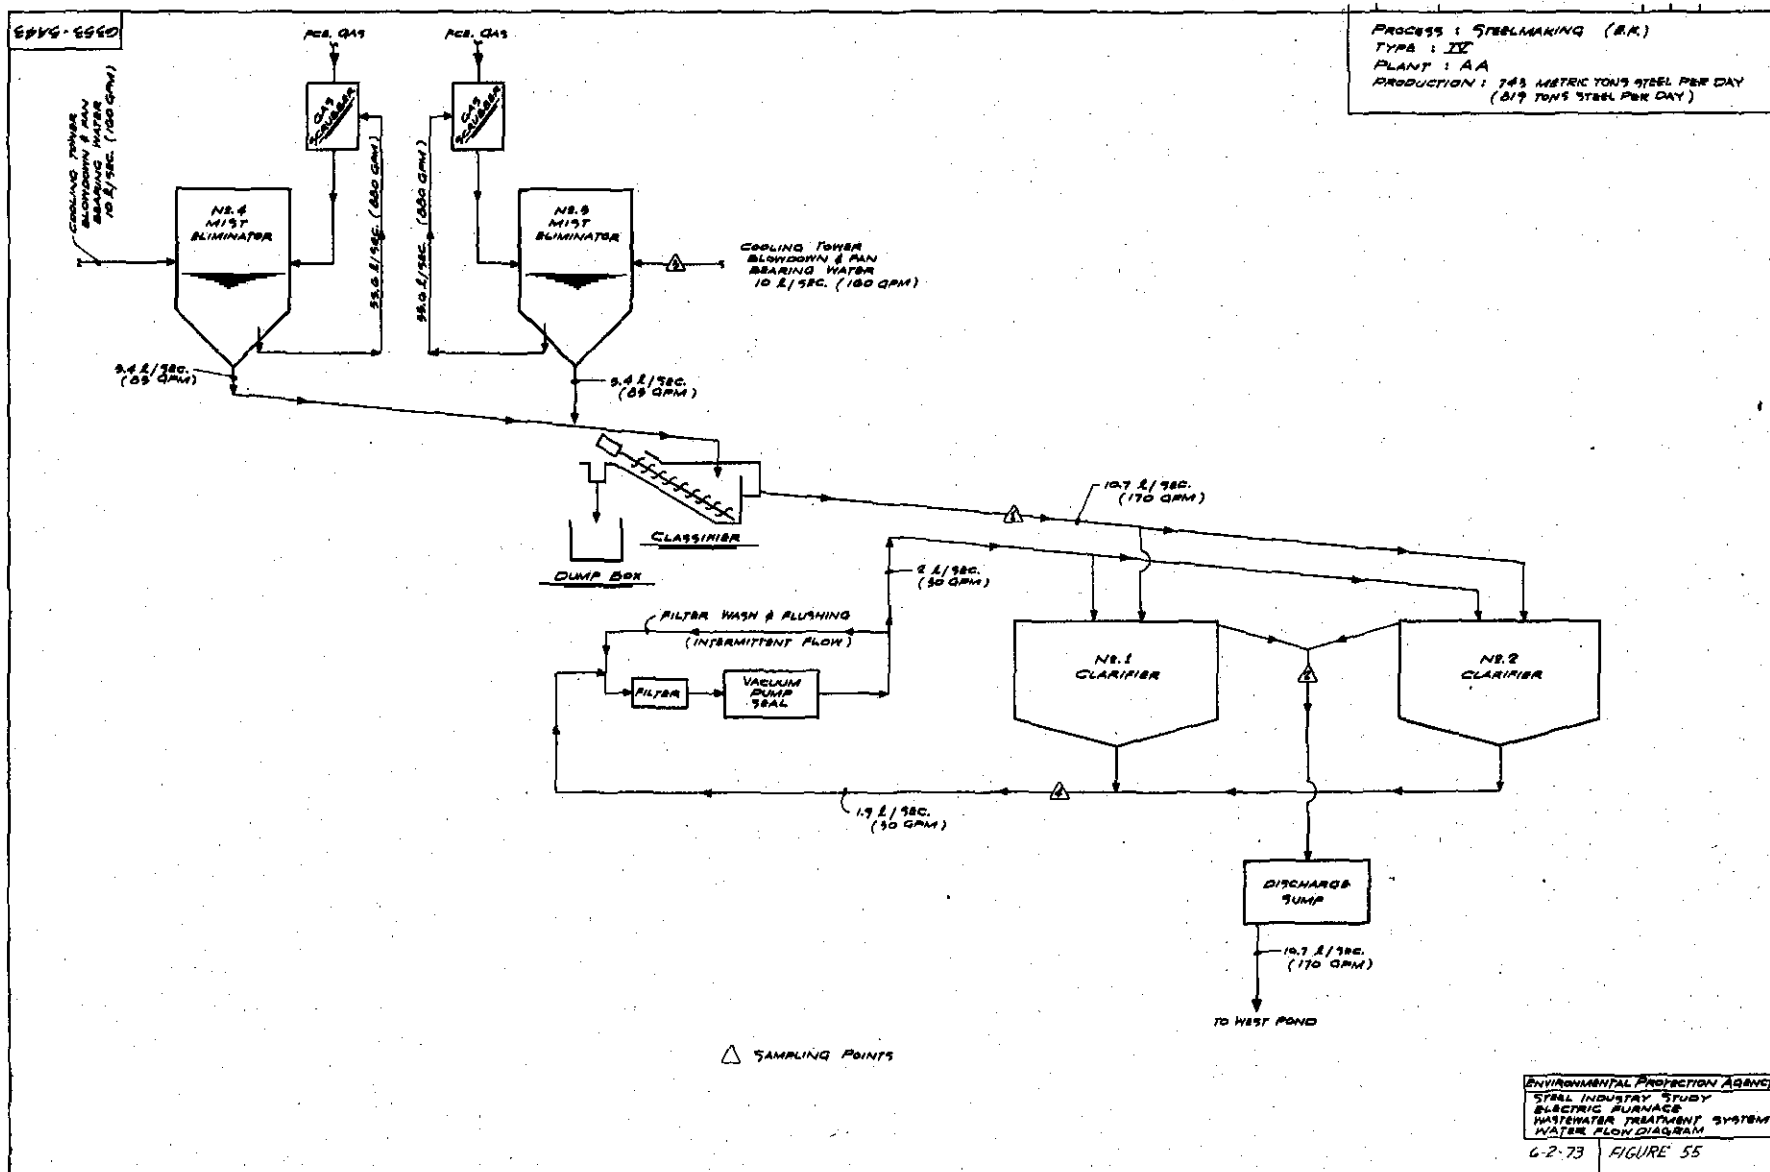 FCE. GAS
FCE. GAS
GAS
SCRUBBER
GAS
SCRUBBER
COOLING TOWER
BLOWDOWN & FAN
BEARING WATER
10 l/SEC. (160 GPM)
No. 4
MIST
ELIMINATOR
55.0 l/SEC. (880 GPM)
55.0 l/SEC. (880 GPM)
No. 5
MIST
ELIMINATOR
3
COOLING TOWER
BLOWDOWN & FAN
BEARING WATER
10 l/SEC. (160 GPM)
PROCESS : STEELMAKING (E.F.)
TYPE : IV
PLANT : AA
PRODUCTION : 743 METRIC TONS STEEL PER DAY
(819 TONS STEEL PER DAY)
5.4 l/SEC.
(85 GPM)
5.4 l/SEC.
(85 GPM)
CLASSIFIER
DUMP BOX
1
10.7 l/SEC.
(170 GPM)
2 l/SEC.
(30 GPM)
FILTER WASH & FLUSHING
(INTERMITTENT FLOW)
FILTER
VACUUM
PUMP
SEAL
No. 1
CLARIFIER
2
No. 2
CLARIFIER
4
1.9 l/SEC.
(30 GPM)
DISCHARGE
SUMP
10.7 l/SEC.
(170 GPM)
TO WEST POND
SAMPLING POINTS
ENVIRONMENTAL PROTECTION AGENCY
STEEL INDUSTRY STUDY
ELECTRIC FURNACE
WASTEWATER TREATMENT SYSTEM
WATER FLOW DIAGRAM
6-2-73 FIGURE 55